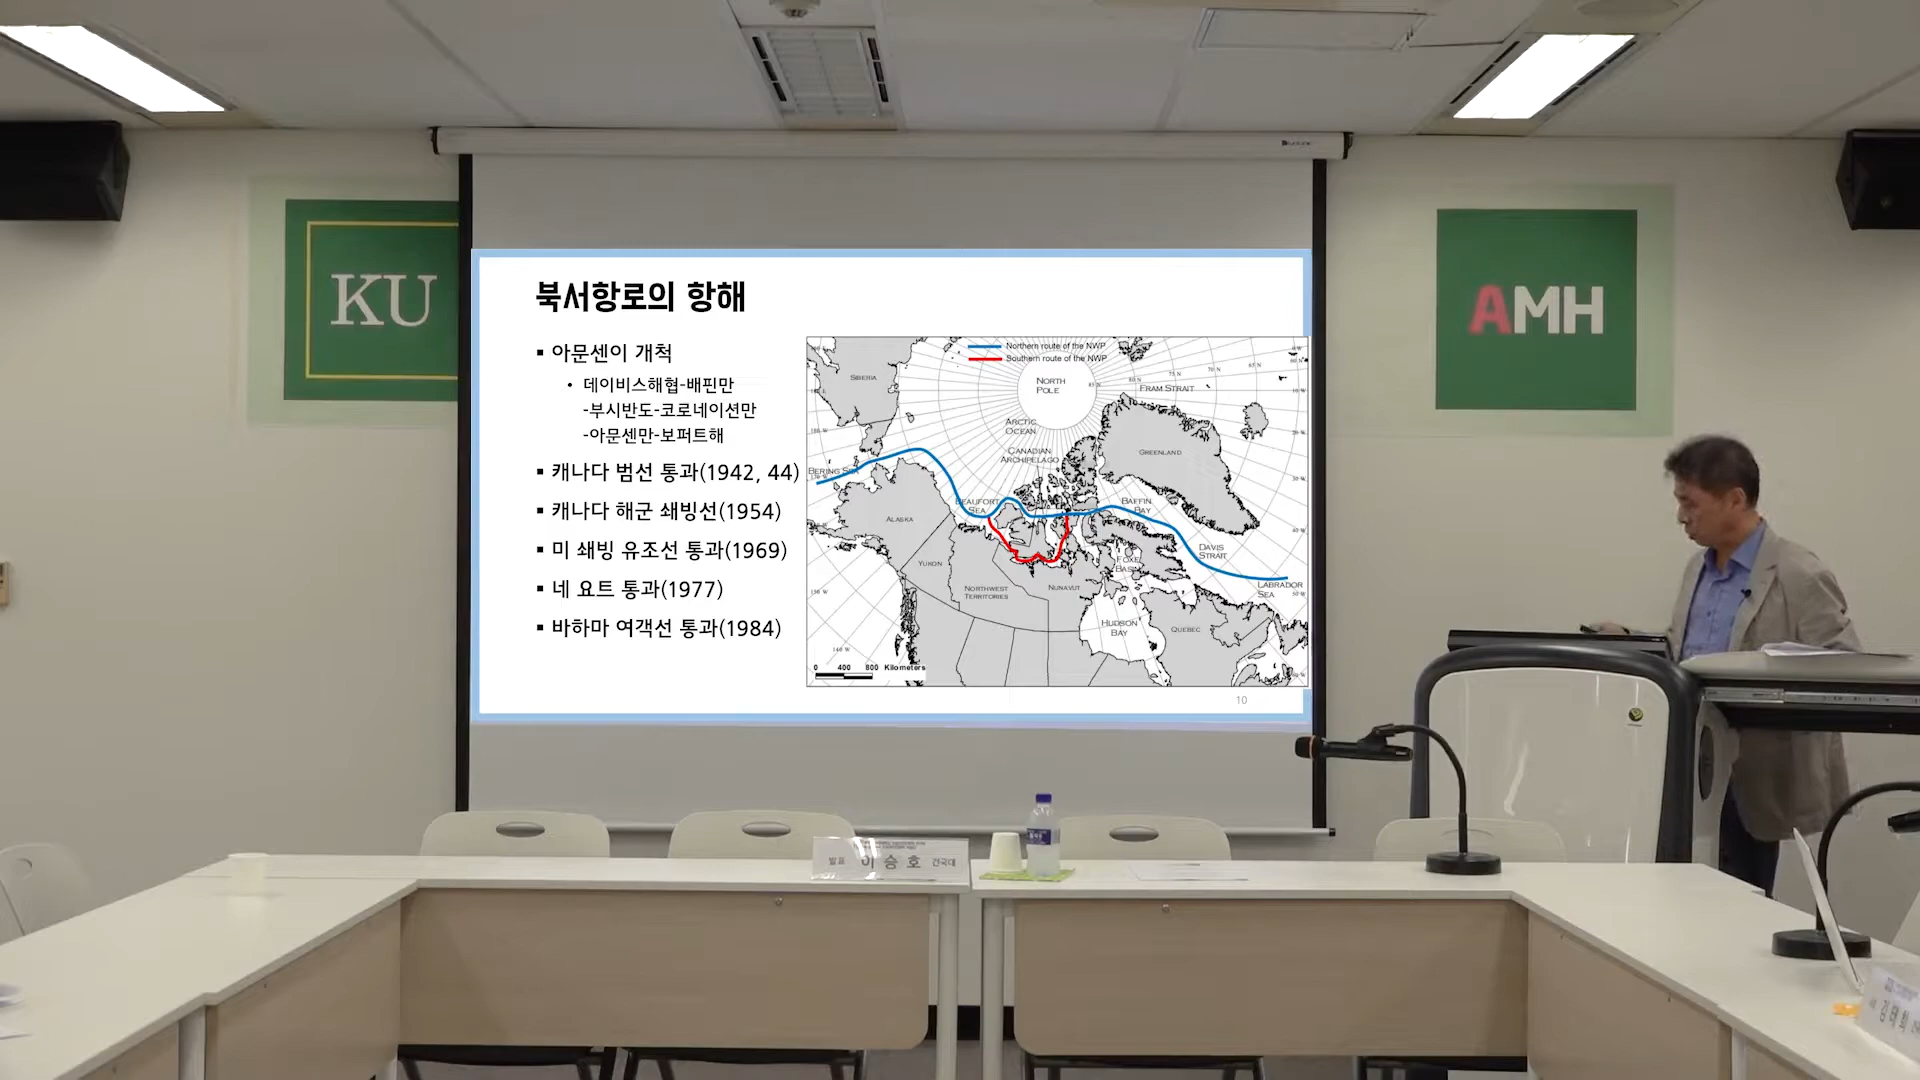 KU
AMH
북서항로의 항해
▪ 아문센이 개척
• 데이비스해협-배핀만
-부시반도-코로네이션만
-아문센만-보퍼트해
▪ 캐나다 범선 통과(1942, 44)
▪ 캐나다 해군 쇄빙선(1954)
▪ 미 쇄빙 유조선 통과(1969)
▪ 네 요트 통과(1977)
▪ 바하마 여객선 통과(1984)
Northern route of the NWP
Southern route of the NWP
SIBERIA
NORTH
POLE
FRAM STRAIT
ARCTIC
OCEAN
CANADIAN
ARCHIPELAGO
GREENLAND
BERING SEA
BEAUFORT
SEA
BAFFIN
BAY
ALASKA
DAVIS
STRAIT
YUKON
FOXE
BASIN
NORTHWEST
TERRITORIES
NUNAVUT
LABRADOR
SEA
HUDSON
BAY
QUEBEC
140 W
0 400 800 Kilometers
10
발표 이승호 건국대